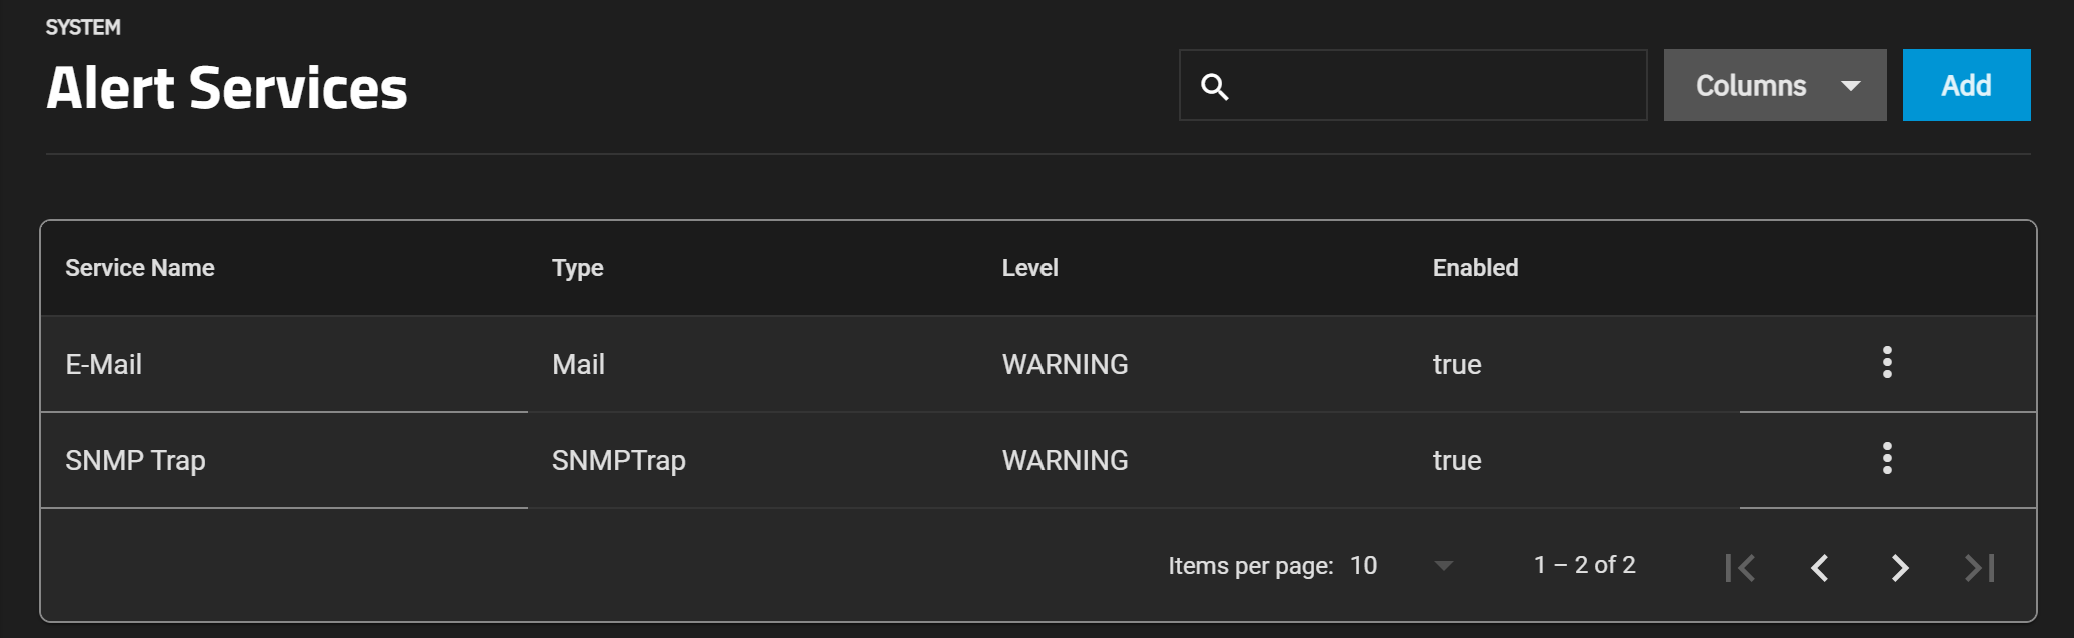 SYSTEM
Alert Services
Columns
Add
Service Name Type Level Enabled
E-Mail Mail WARNING true
SNMP Trap SNMPTrap WARNING true
Items per page: 10 1 – 2 of 2